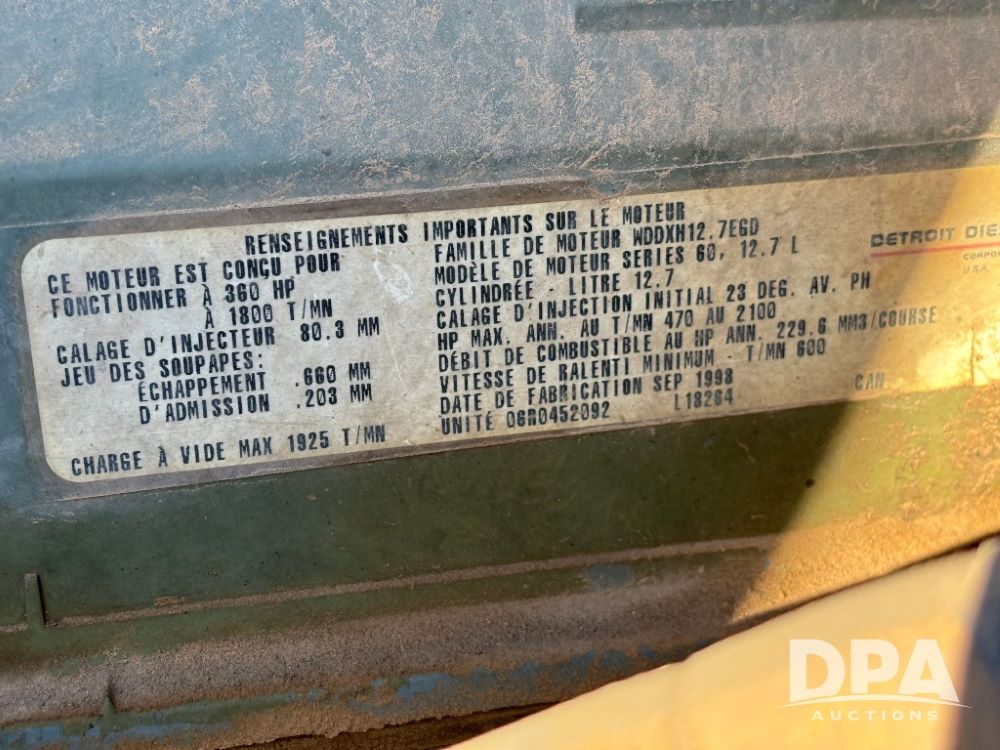 RENSEIGNEMENTS IMPORTANTS SUR LE MOTEUR
CE MOTEUR EST CONÇU POUR
FONCTIONNER À 360 HP
À 1800 T/MN
CALAGE D'INJECTEUR 80.3 MM
JEU DES SOUPAPES:
ÉCHAPPEMENT .660 MM
D'ADMISSION .203 MM
CHARGE À VIDE MAX 1925 T/MN
FAMILLE DE MOTEUR WDDXH12.7EGD
MODÈLE DE MOTEUR SERIES 60, 12.7 L
CYLINDRÉE - LITRE 12.7
CALAGE D'INJECTION INITIAL 23 DEG. AV. PH
HP MAX. ANN. AU T/MN 470 AU 2100
DÉBIT DE COMBUSTIBLE AU HP ANN. 229.6 MM3/COURSE
VITESSE DE RALENTI MINIMUM - T/MN 600
DATE DE FABRICATION SEP 1998
UNITÉ 06R0452092 L18264 CAN
DETROIT DIES
CORPO
U.S.A.
DPA
AUCTIONS